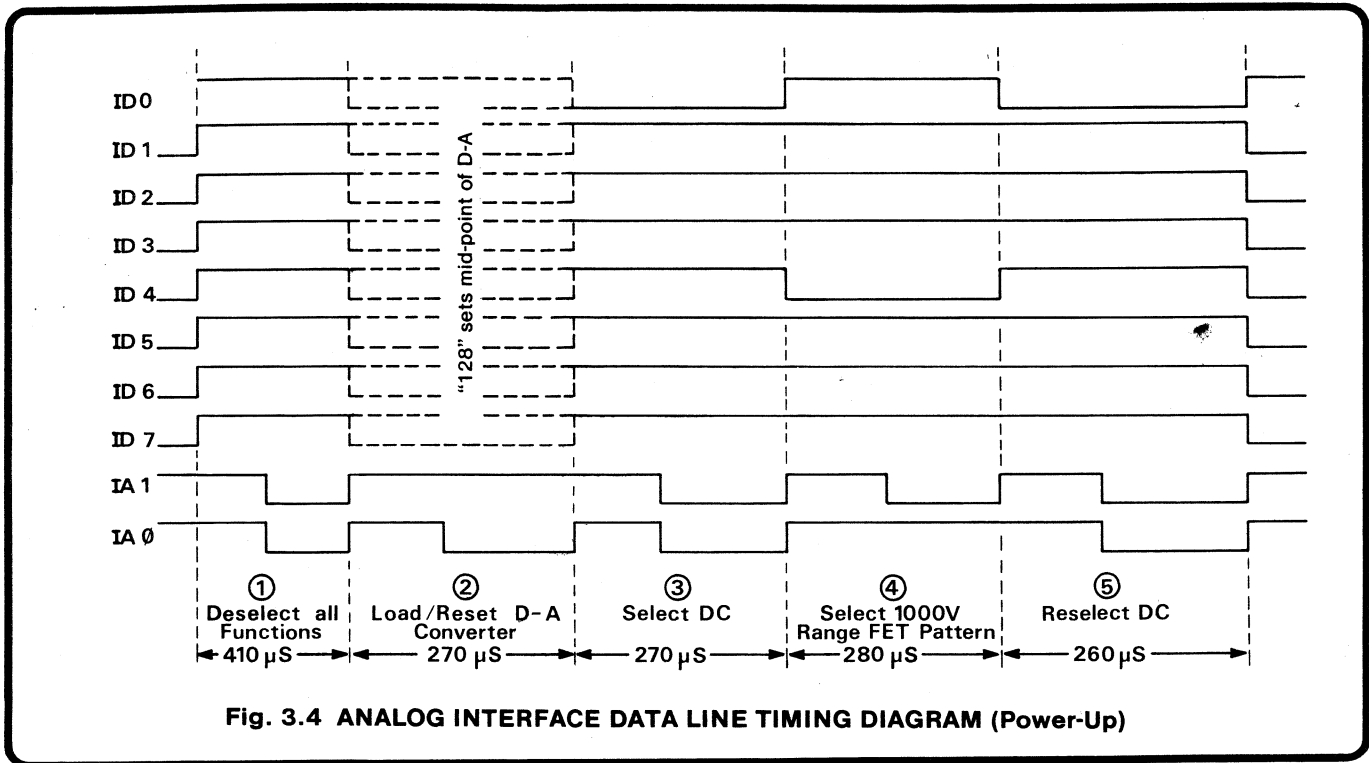 ID 0
ID 1
ID 2
ID 3
ID 4
ID 5
ID 6
ID 7
IA 1
IA Ø
"128" sets mid-point of D-A
① Deselect all
Functions
410 μS
② Load/Reset D-A
Converter
270 μS
③ Select DC
270 μS
④ Select 1000V
Range FET Pattern
280 μS
⑤ Reselect DC
260 μS
Fig. 3.4 ANALOG INTERFACE DATA LINE TIMING DIAGRAM (Power-Up)